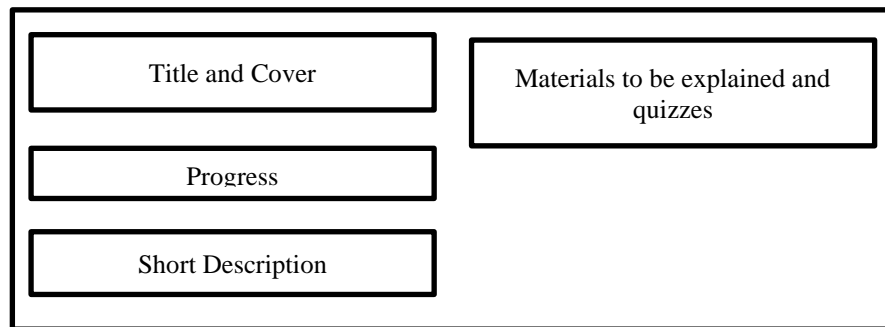 Title and Cover
Materials to be explained and
quizzes
Progress
Short Description